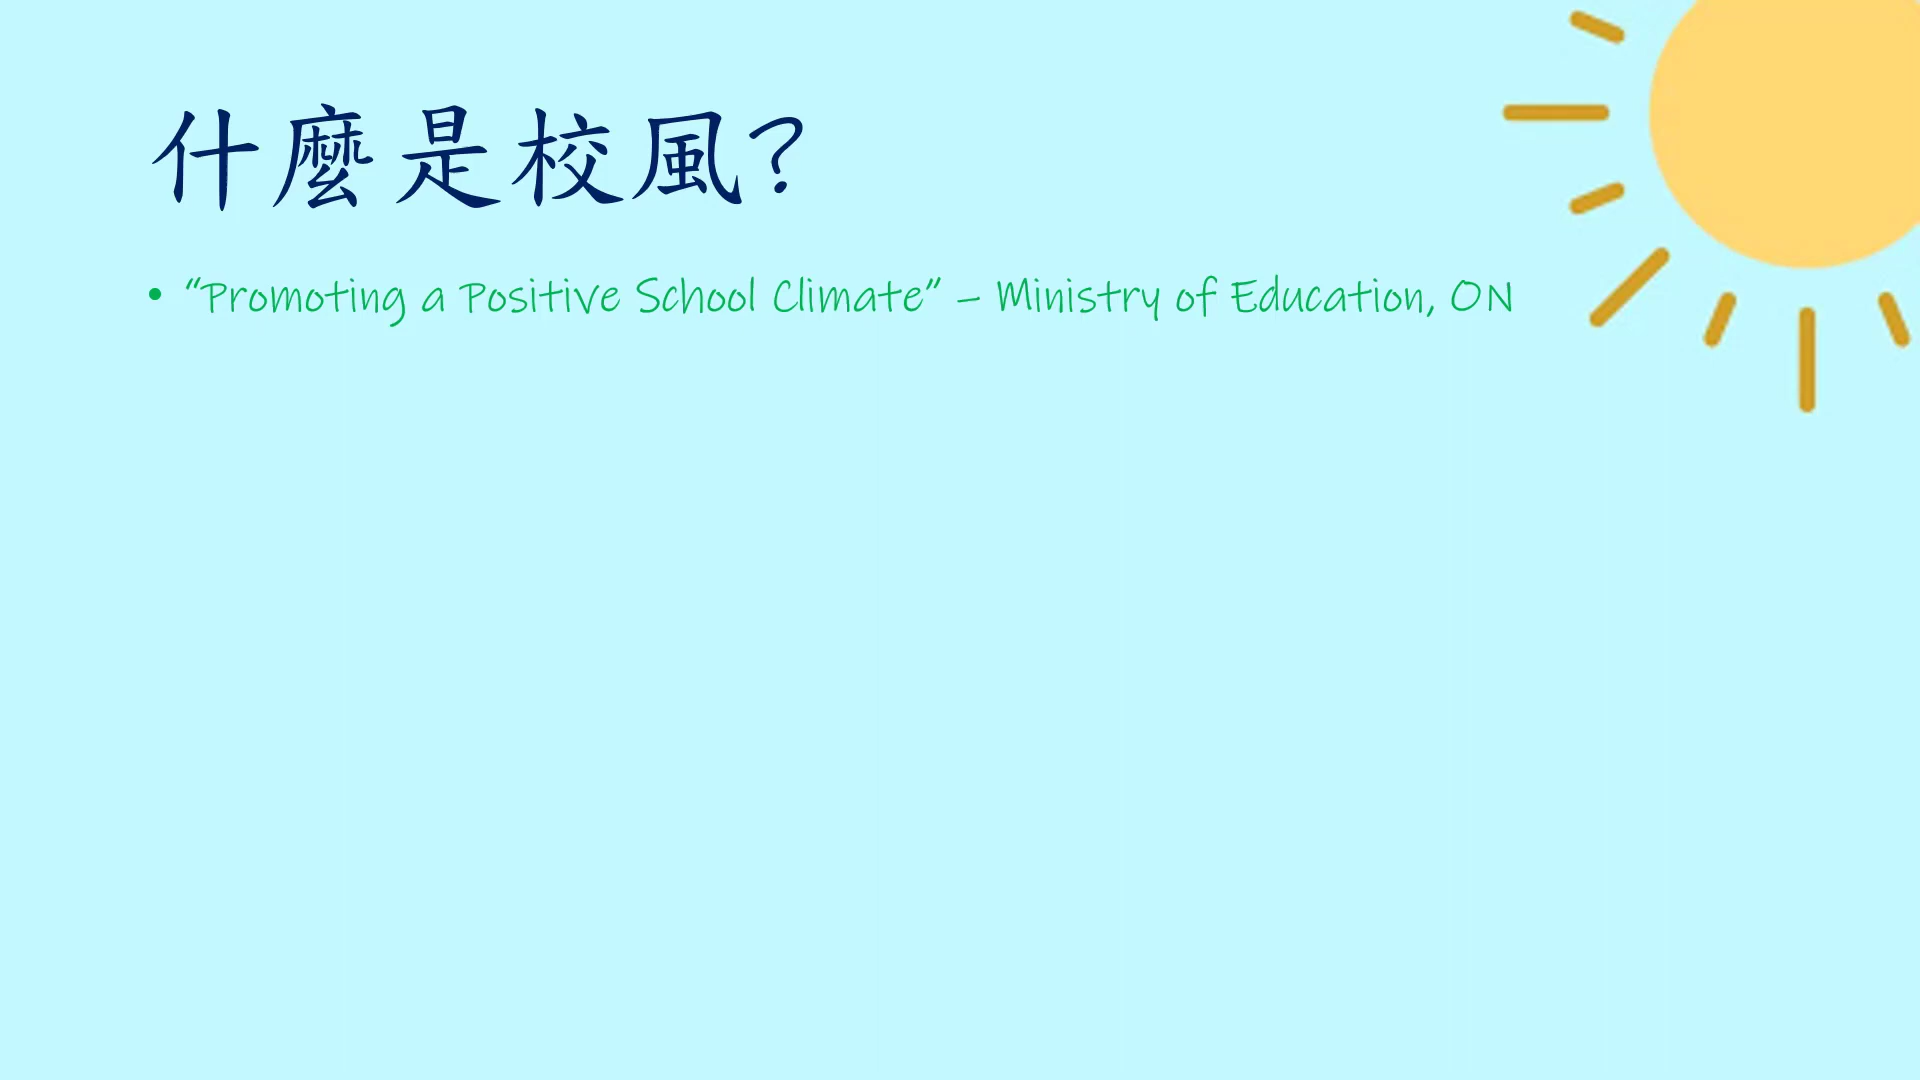 什麼是校風?
• “Promoting a Positive School Climate” – Ministry of Education, ON